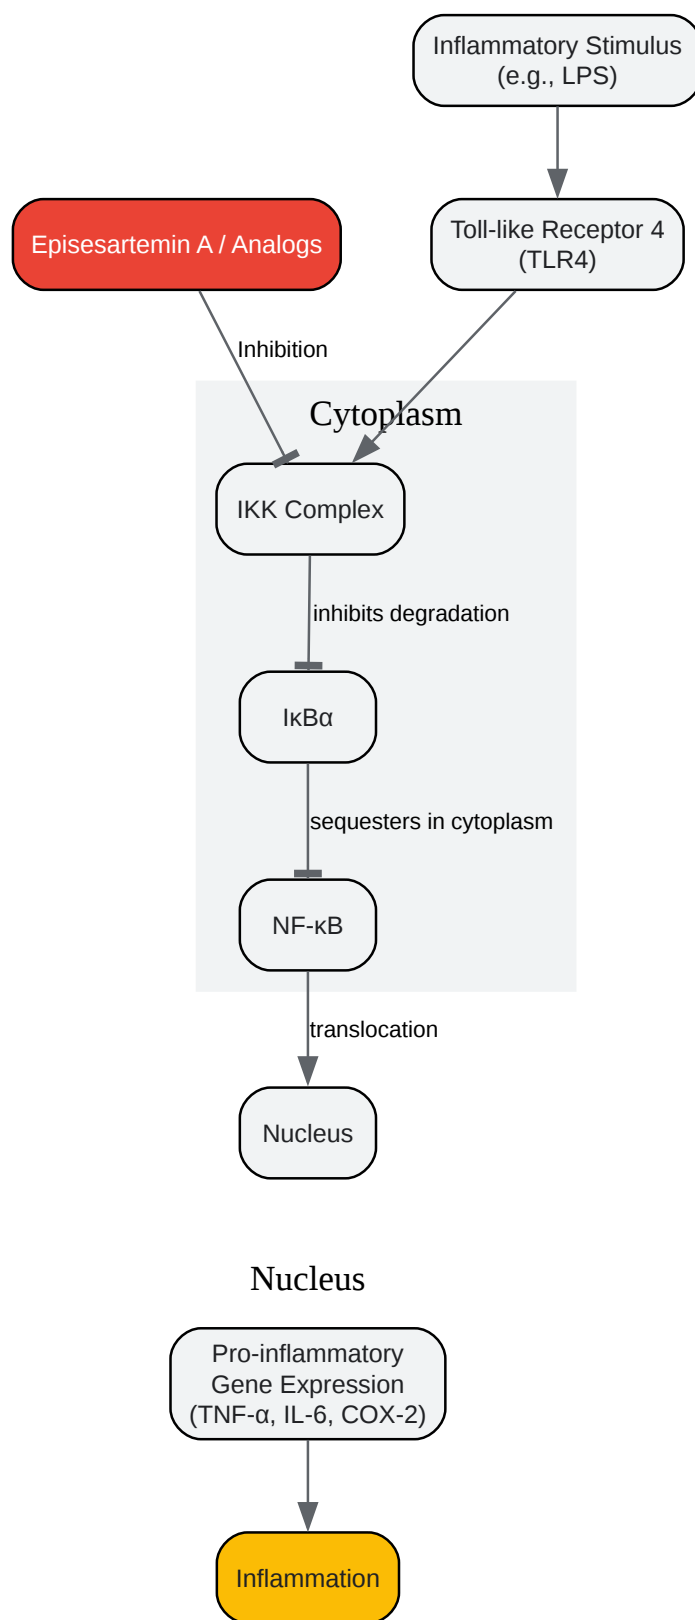 Inflammatory Stimulus
(e.g., LPS)
Episesartemin A / Analogs
Toll-like Receptor 4
(TLR4)
Inhibition
Cytoplasm
IKK Complex
inhibits degradation
IκBα
sequesters in cytoplasm
NF-κB
translocation
Nucleus
Nucleus
Pro-inflammatory
Gene Expression
(TNF-α, IL-6, COX-2)
Inflammation